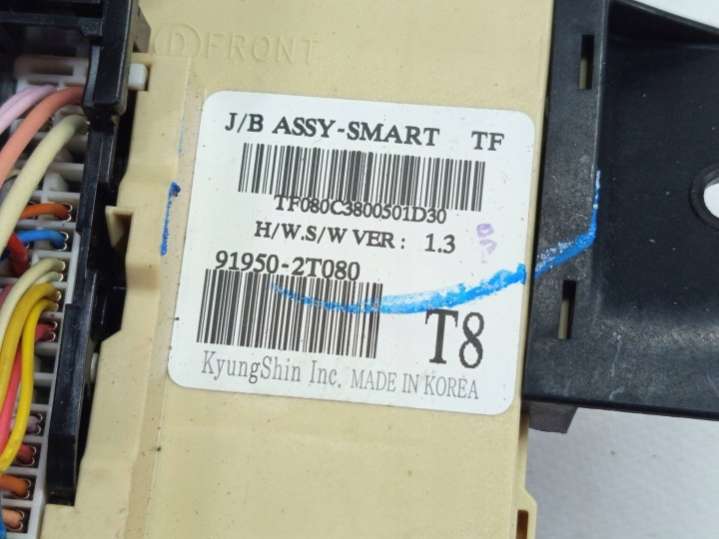 D FRONT
J/B ASSY-SMART TF
TF080C3800501D30
H/W.S/W VER : 1.3
91950-2T080
T8
KyungShin Inc. MADE IN KOREA